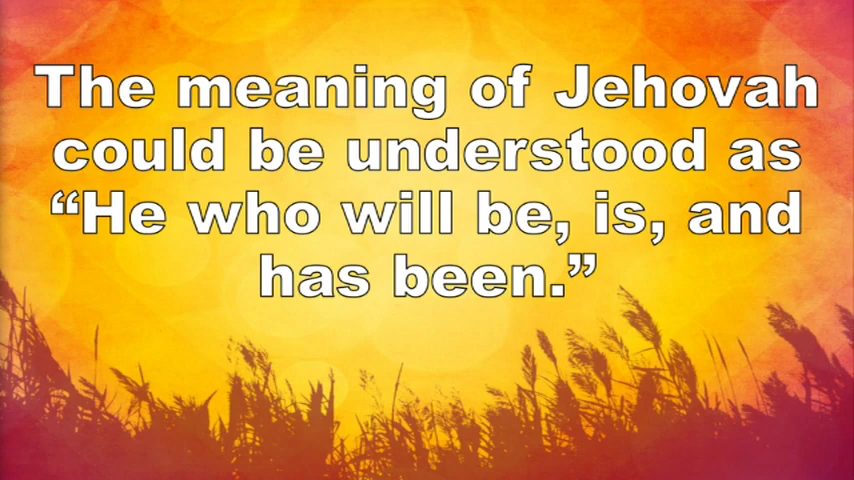 The meaning of Jehovah
could be understood as
“He who will be, is, and
has been.”